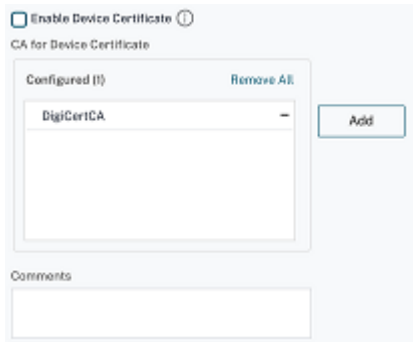 Enable Device Certificate
CA for Device Certificate
Configured (1) Remove All
DigiCertCA
Add
Comments